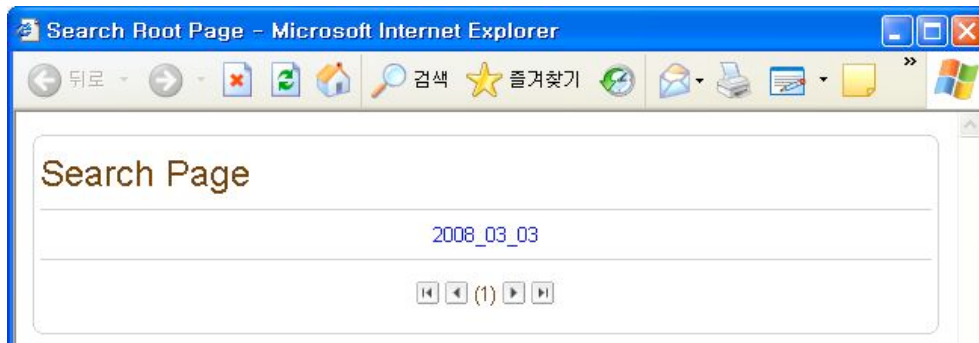 Search Root Page - Microsoft Internet Explorer
뒤로 검색 즐겨찾기 »
Search Page
2008_03_03
(1)